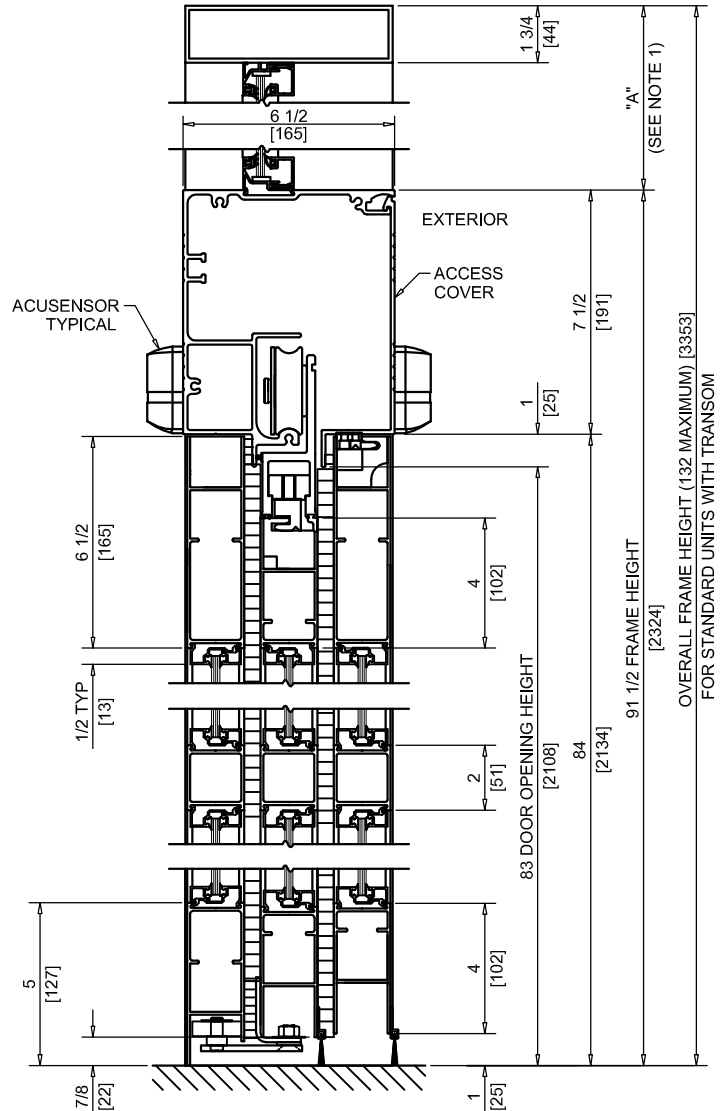 1 3/4
[44]
"A"
(SEE NOTE 1)
6 1/2
[165]
EXTERIOR
ACCESS
COVER
ACUSENSOR
TYPICAL
7 1/2
[191]
1
[25]
OVERALL FRAME HEIGHT (132 MAXIMUM) [3353]
FOR STANDARD UNITS WITH TRANSOM
6 1/2
[165]
4
[102]
91 1/2 FRAME HEIGHT
[2324]
1/2 TYP
[13]
83 DOOR OPENING HEIGHT
[2108]
84
[2134]
2
[51]
5
[127]
4
[102]
7/8
[22]
1
[25]